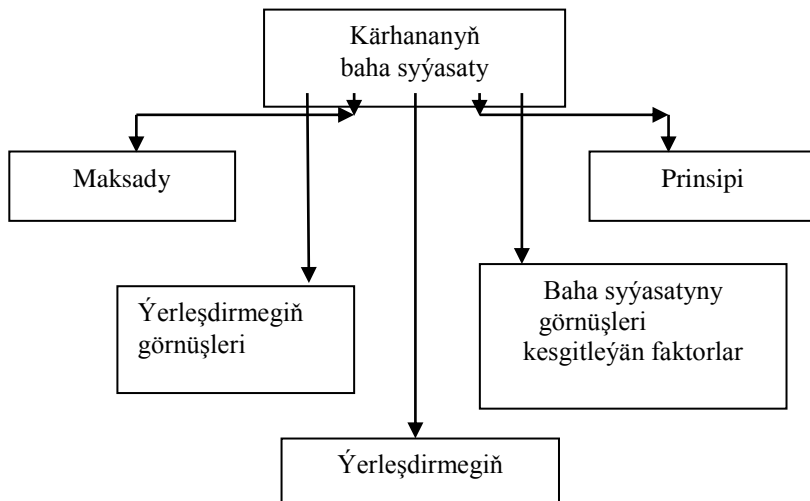 Kärhananyň
baha syýasaty
Maksady
Prinsipi
Ýerleşdirmegiň
görnüşleri
Baha syýasatyny
görnüşleri
kesgitleýän faktorlar
Ýerleşdirmegiň